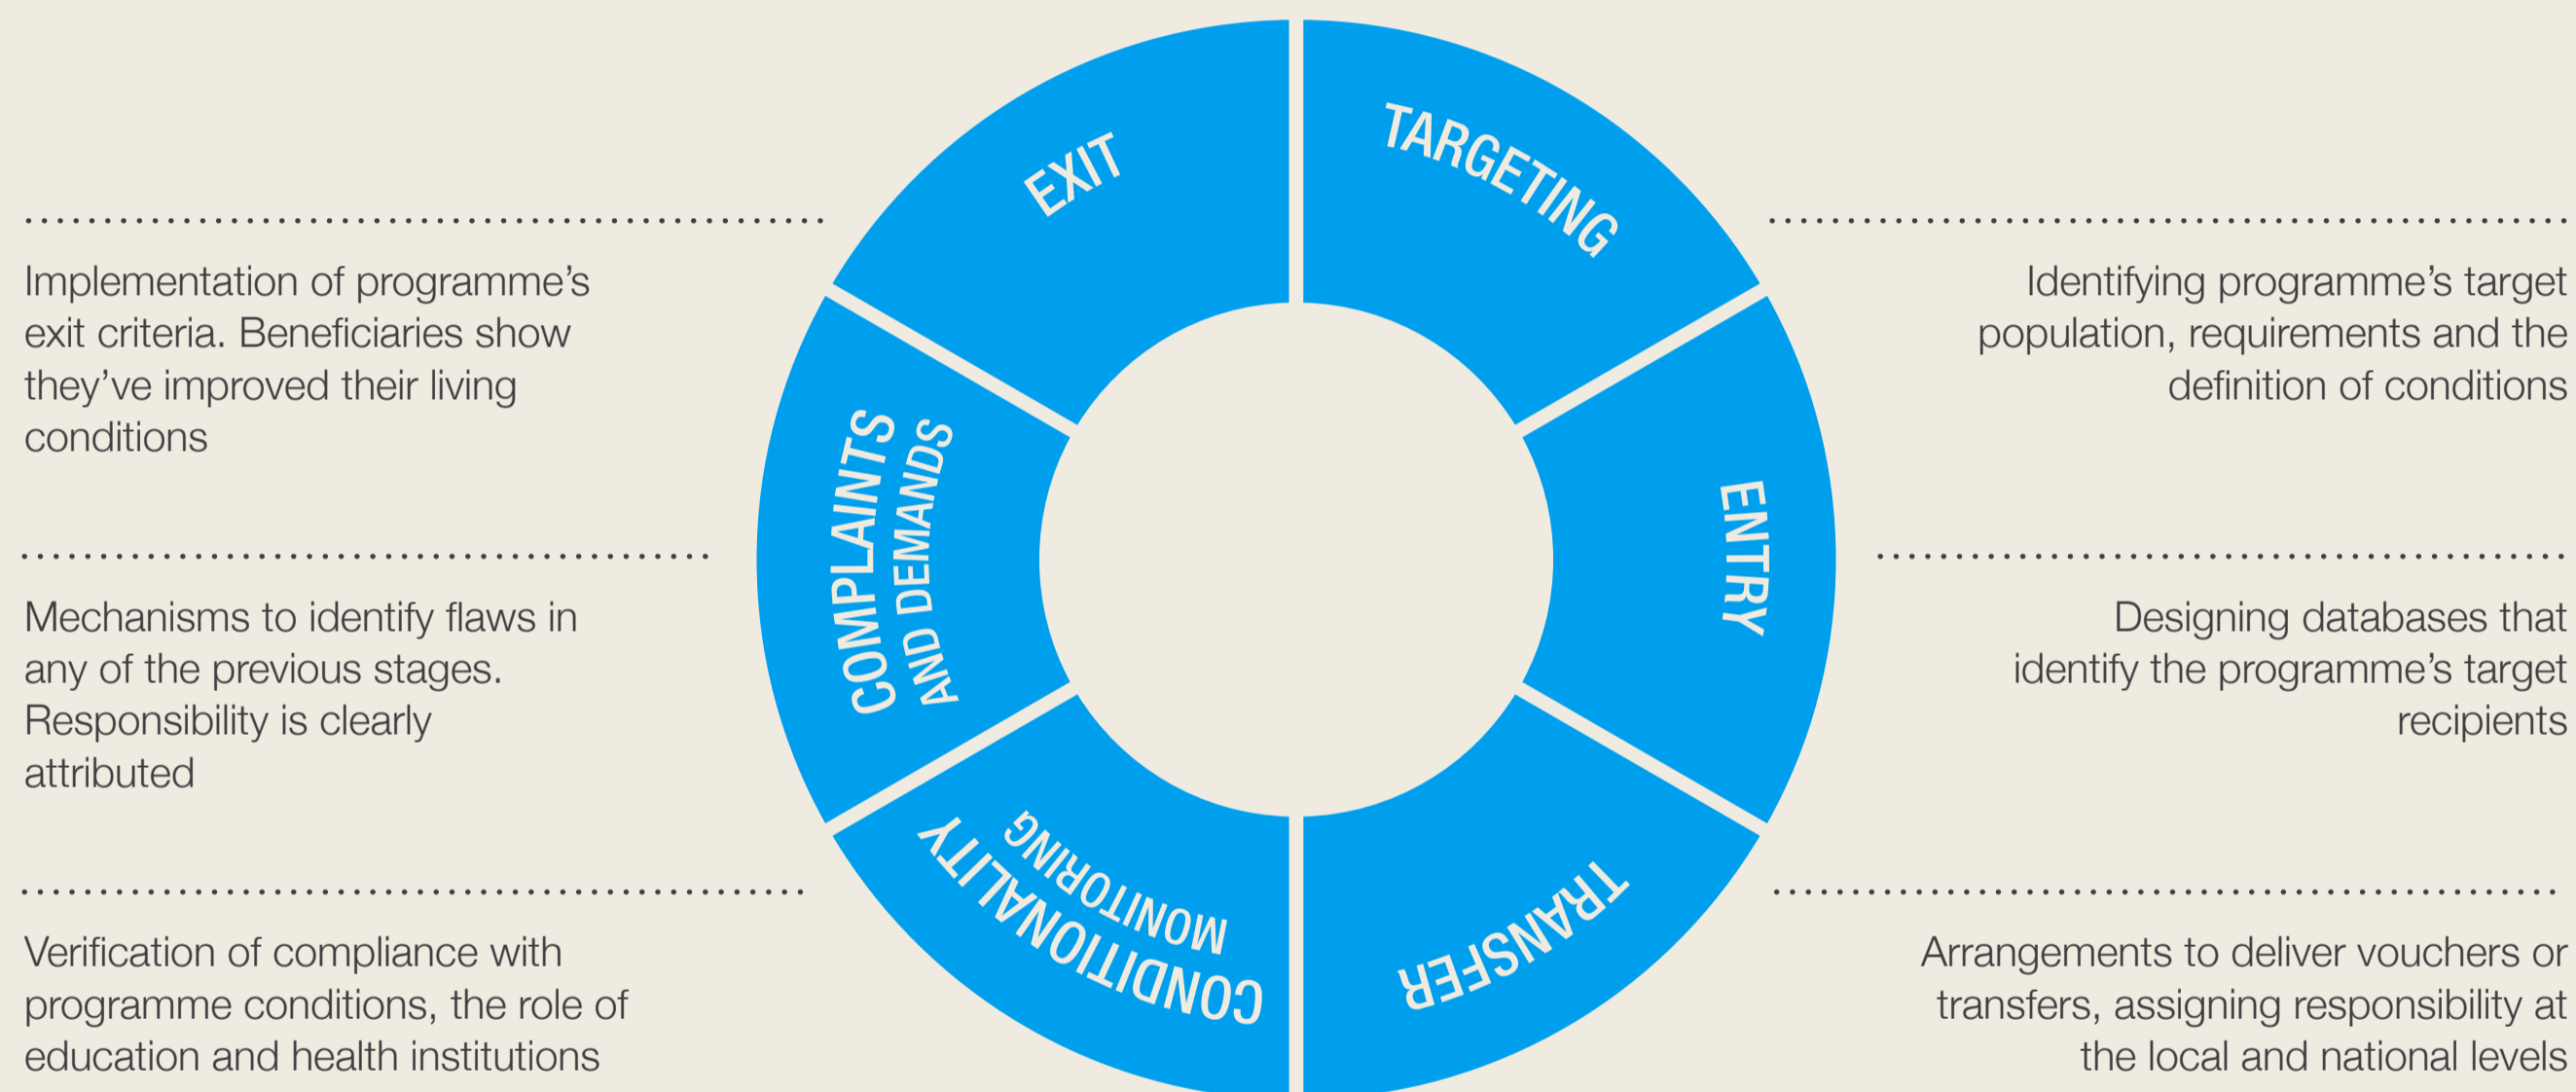 EXIT
TARGETING
ENTRY
TRANSFER
CONDITIONALITY
MONITORING
COMPLAINTS
AND DEMANDS
Implementation of programme’s
exit criteria. Beneficiaries show
they’ve improved their living
conditions
Mechanisms to identify flaws in
any of the previous stages.
Responsibility is clearly
attributed
Verification of compliance with
programme conditions, the role of
education and health institutions
Identifying programme’s target
population, requirements and the
definition of conditions
Designing databases that
identify the programme’s target
recipients
Arrangements to deliver vouchers or
transfers, assigning responsibility at
the local and national levels